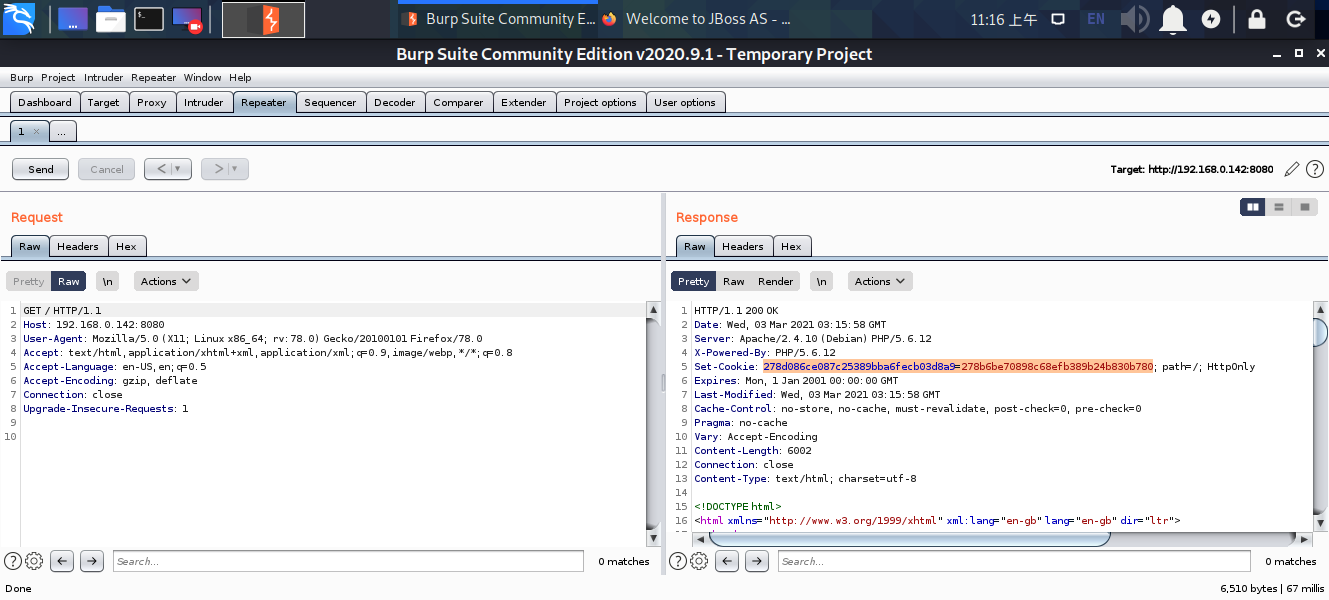 Burp Suite Community E...
Welcome to JBoss AS - ...
11:16 上午
EN
Burp Suite Community Edition v2020.9.1 - Temporary Project
Burp Project Intruder Repeater Window Help
Dashboard Target Proxy Intruder Repeater Sequencer Decoder Comparer Extender Project options User options
1 × ...
Send Cancel < > Target: http://192.168.0.142:8080 ?
Request
Raw Headers Hex
Pretty Raw \n Actions
1 GET / HTTP/1.1
2 Host: 192.168.0.142:8080
3 User-Agent: Mozilla/5.0 (X11; Linux x86_64; rv:78.0) Gecko/20100101 Firefox/78.0
4 Accept: text/html,application/xhtml+xml,application/xml;q=0.9,image/webp,*/*;q=0.8
5 Accept-Language: en-US,en;q=0.5
6 Accept-Encoding: gzip, deflate
7 Connection: close
8 Upgrade-Insecure-Requests: 1
9
10
? Search... 0 matches
Response
Raw Headers Hex
Pretty Raw Render \n Actions
1 HTTP/1.1 200 OK
2 Date: Wed, 03 Mar 2021 03:15:58 GMT
3 Server: Apache/2.4.10 (Debian) PHP/5.6.12
4 X-Powered-By: PHP/5.6.12
5 Set-Cookie: 278d086ce087c25389bba6fecb03d8a9=278b6be70898c68efb389b24b830b780; path=/; HttpOnly
6 Expires: Mon, 1 Jan 2001 00:00:00 GMT
7 Last-Modified: Wed, 03 Mar 2021 03:15:58 GMT
8 Cache-Control: no-store, no-cache, must-revalidate, post-check=0, pre-check=0
9 Pragma: no-cache
10 Vary: Accept-Encoding
11 Content-Length: 6002
12 Connection: close
13 Content-Type: text/html; charset=utf-8
14
15 <!DOCTYPE html>
16 <html xmlns="http://www.w3.org/1999/xhtml" xml:lang="en-gb" lang="en-gb" dir="ltr">
? Search... 0 matches
Done
6,510 bytes | 67 millis